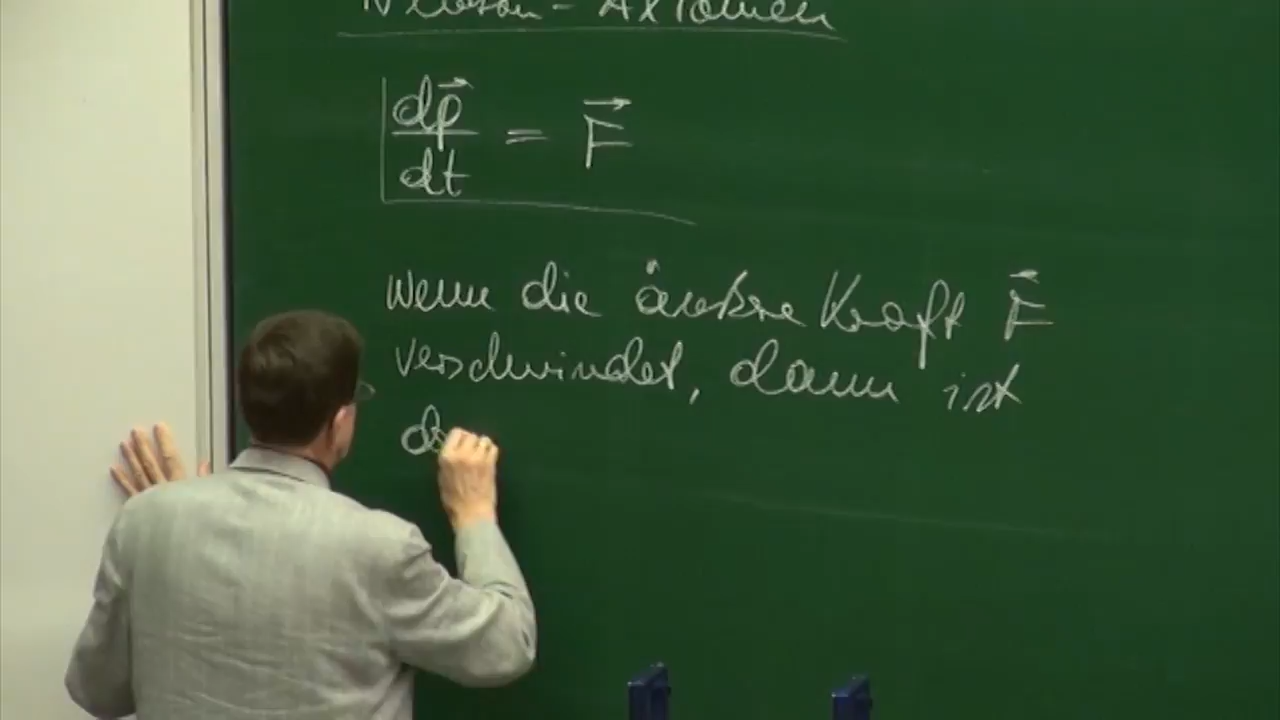 Newton - Axiomen
dp⃗/dt = F⃗
wenn die äußere Kraft F⃗
verschwindet, dann ist